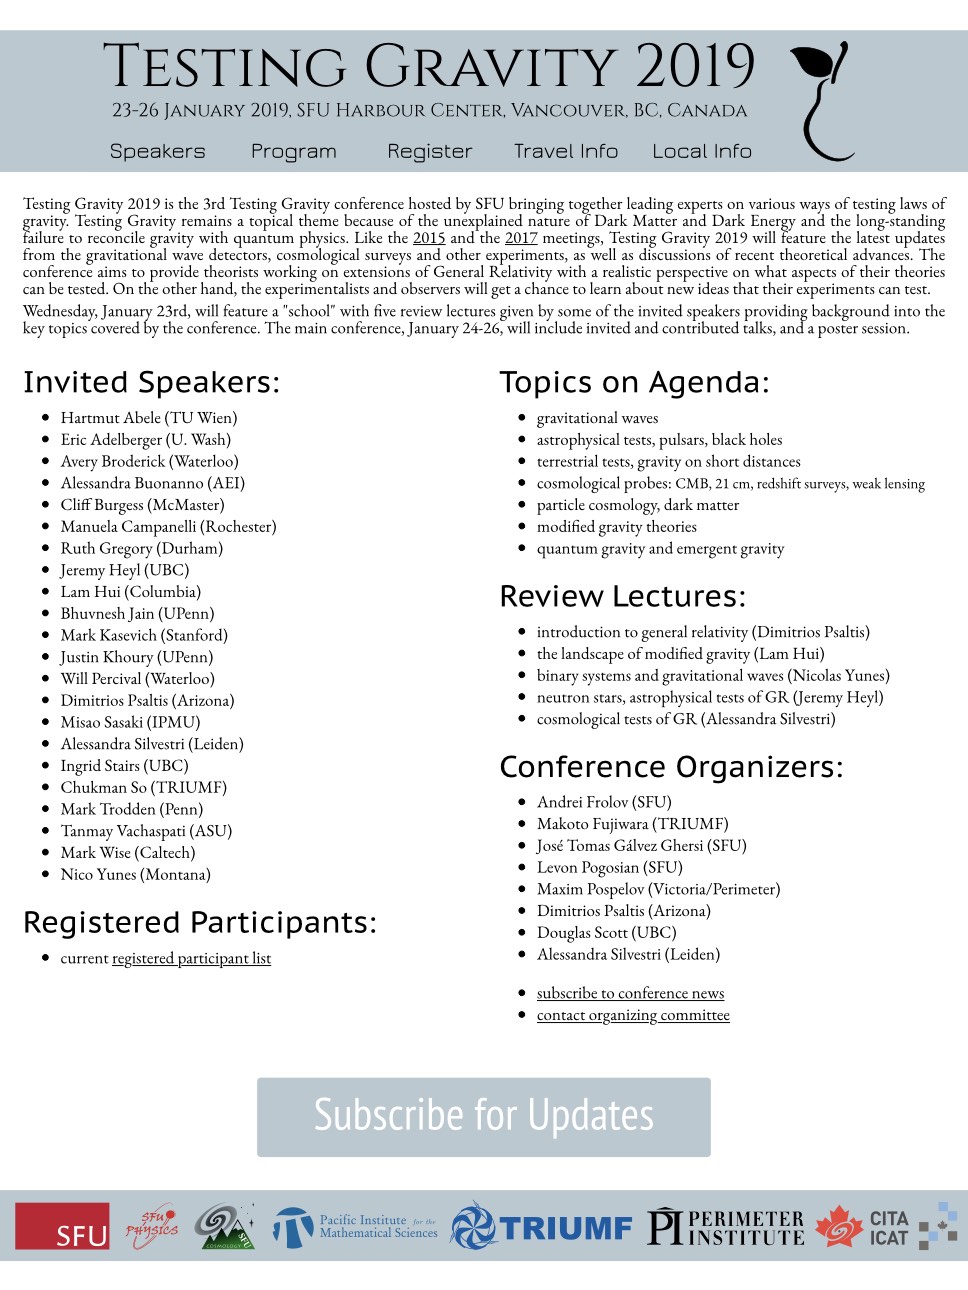 Testing Gravity 2019
23-26 January 2019, SFU Harbour Center, Vancouver, BC, Canada
Speakers Program Register Travel Info Local Info
Testing Gravity 2019 is the 3rd Testing Gravity conference hosted by SFU bringing together leading experts on various ways of testing laws of
gravity. Testing Gravity remains a topical theme because of the unexplained nature of Dark Matter and Dark Energy and the long-standing
failure to reconcile gravity with quantum physics. Like the 2015 and the 2017 meetings, Testing Gravity 2019 will feature the latest updates
from the gravitational wave detectors, cosmological surveys and other experiments, as well as discussions of recent theoretical advances. The
conference aims to provide theorists working on extensions of General Relativity with a realistic perspective on what aspects of their theories
can be tested. On the other hand, the experimentalists and observers will get a chance to learn about new ideas that their experiments can test.
Wednesday, January 23rd, will feature a "school" with five review lectures given by some of the invited speakers providing background into the
key topics covered by the conference. The main conference, January 24-26, will include invited and contributed talks, and a poster session.
Invited Speakers:
• Hartmut Abele (TU Wien)
• Eric Adelberger (U. Wash)
• Avery Broderick (Waterloo)
• Alessandra Buonanno (AEI)
• Cliff Burgess (McMaster)
• Manuela Campanelli (Rochester)
• Ruth Gregory (Durham)
• Jeremy Heyl (UBC)
• Lam Hui (Columbia)
• Bhuvnesh Jain (UPenn)
• Mark Kasevich (Stanford)
• Justin Khoury (UPenn)
• Will Percival (Waterloo)
• Dimitrios Psaltis (Arizona)
• Misao Sasaki (IPMU)
• Alessandra Silvestri (Leiden)
• Ingrid Stairs (UBC)
• Chukman So (TRIUMF)
• Mark Trodden (Penn)
• Tanmay Vachaspati (ASU)
• Mark Wise (Caltech)
• Nico Yunes (Montana)
Registered Participants:
• current registered participant list
Topics on Agenda:
• gravitational waves
• astrophysical tests, pulsars, black holes
• terrestrial tests, gravity on short distances
• cosmological probes: CMB, 21 cm, redshift surveys, weak lensing
• particle cosmology, dark matter
• modified gravity theories
• quantum gravity and emergent gravity
Review Lectures:
• introduction to general relativity (Dimitrios Psaltis)
• the landscape of modified gravity (Lam Hui)
• binary systems and gravitational waves (Nicolas Yunes)
• neutron stars, astrophysical tests of GR (Jeremy Heyl)
• cosmological tests of GR (Alessandra Silvestri)
Conference Organizers:
• Andrei Frolov (SFU)
• Makoto Fujiwara (TRIUMF)
• José Tomas Gálvez Ghersi (SFU)
• Levon Pogosian (SFU)
• Maxim Pospelov (Victoria/Perimeter)
• Dimitrios Psaltis (Arizona)
• Douglas Scott (UBC)
• Alessandra Silvestri (Leiden)
• subscribe to conference news
• contact organizing committee
Subscribe for Updates
SFU
SFU PHYSICS
COSMOLOGY SFU
Pacific Institute for the
Mathematical Sciences
TRIUMF
PI PERIMETER
INSTITUTE
CITA
ICAT